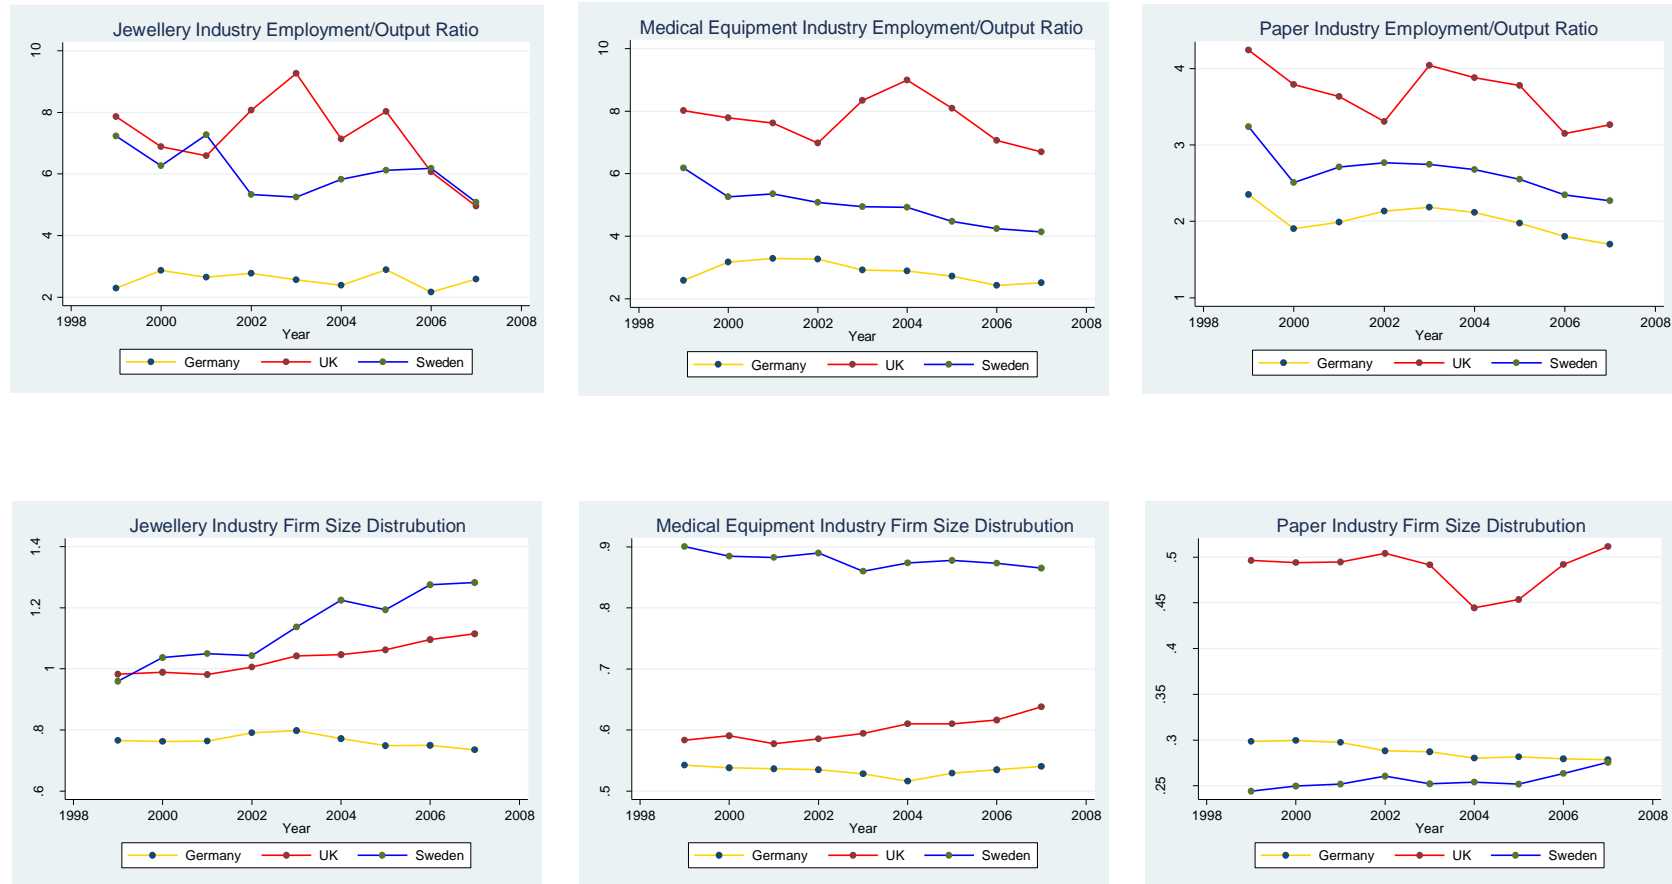 Jewellery Industry Employment/Output Ratio
10
8
6
4
2
1998 2000 2002 2004 2006 2008
Year
Germany UK Sweden
Medical Equipment Industry Employment/Output Ratio
10
8
6
4
2
1998 2000 2002 2004 2006 2008
Year
Germany UK Sweden
Paper Industry Employment/Output Ratio
4
3
2
1
1998 2000 2002 2004 2006 2008
Year
Germany UK Sweden
Jewellery Industry Firm Size Distrubution
1.4
1.2
1
.8
.6
1998 2000 2002 2004 2006 2008
Year
Germany UK Sweden
Medical Equipment Industry Firm Size Distrubution
.9
.8
.7
.6
.5
1998 2000 2002 2004 2006 2008
Year
Germany UK Sweden
Paper Industry Firm Size Distrubution
.5
.45
.4
.35
.3
.25
1998 2000 2002 2004 2006 2008
Year
Germany UK Sweden